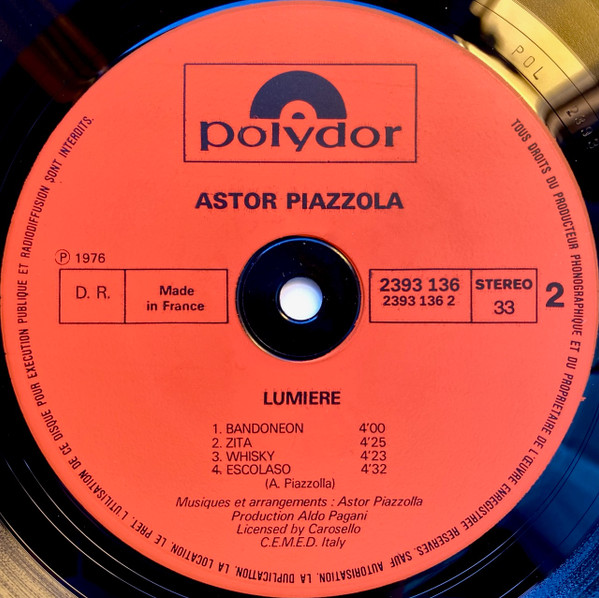 polydor
ASTOR PIAZZOLA
Ⓟ 1976
D. R.
Made
in France
2393 136
2393 136 2
STEREO
33
2
LUMIERE
1. BANDONEON 4'00
2. ZITA 4'25
3. WHISKY 4'23
4. ESCOLASO 4'32
(A. Piazzolla)
Musiques et arrangements : Astor Piazzolla
Production Aldo Pagani
Licensed by Carosello
C.E.M.E.D. Italy
TOUS DROITS DU PRODUCTEUR PHONOGRAPHIQUE ET DU PROPRIETAIRE DE L'ŒUVRE ENREGISTREE RESERVES. SAUF AUTORISATION, LA DUPLICATION, LA LOCATION, LE PRET, L'UTILISATION DE CE DISQUE POUR EXECUTION PUBLIQUE ET RADIODIFFUSION SONT INTERDITS.
POL